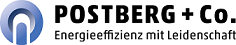 POSTBERG + Co.
Energieeffizienz mit Leidenschaft